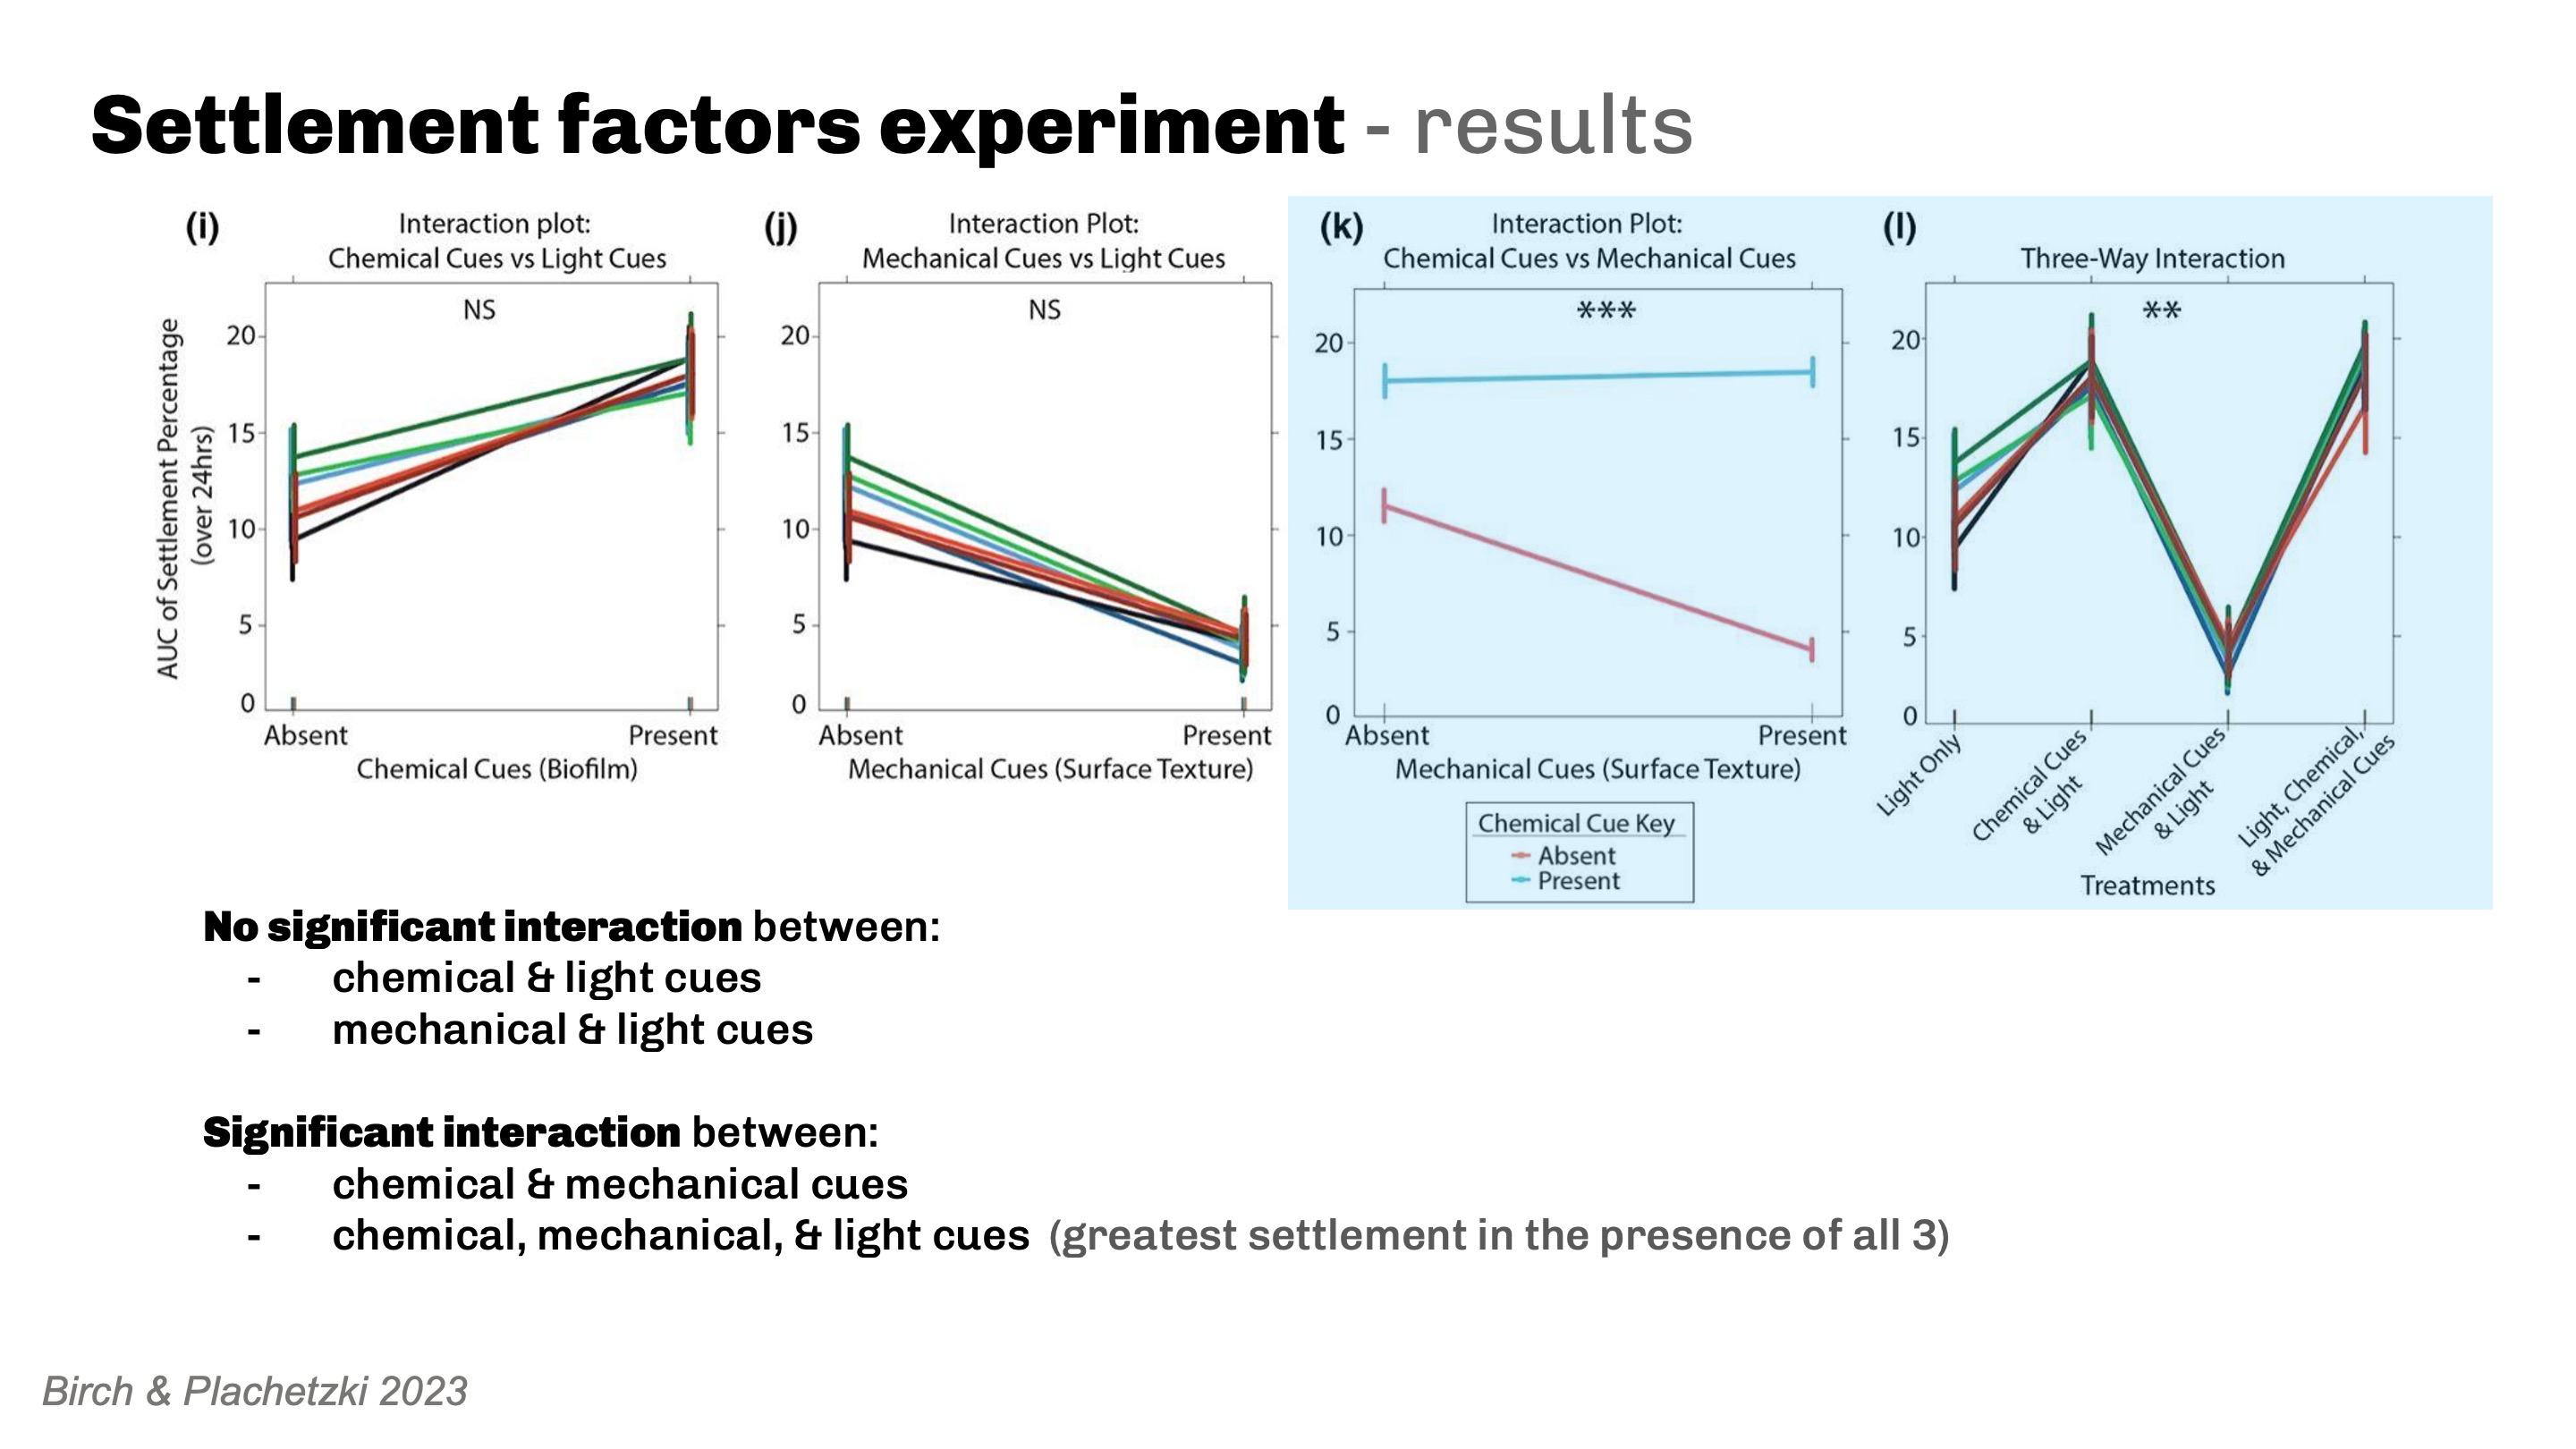 Settlement factors experiment - results
(i)
Interaction plot:
Chemical Cues vs Light Cues
NS
AUC of Settlement Percentage
(over 24hrs)
20
15
10
5
0
Absent
Present
Chemical Cues (Biofilm)
(j)
Interaction Plot:
Mechanical Cues vs Light Cues
NS
20
15
10
5
0
Absent
Present
Mechanical Cues (Surface Texture)
(k)
Interaction Plot:
Chemical Cues vs Mechanical Cues
***
20
15
10
5
0
Absent
Present
Mechanical Cues (Surface Texture)
Chemical Cue Key
Absent
Present
(l)
Three-Way Interaction
**
20
15
10
5
0
Light Only
Chemical Cues
& Light
Mechanical Cues
& Light
Light, Chemical,
& Mechanical Cues
Treatments
No significant interaction between:
- chemical & light cues
- mechanical & light cues
Significant interaction between:
- chemical & mechanical cues
- chemical, mechanical, & light cues (greatest settlement in the presence of all 3)
Birch & Plachetzki 2023